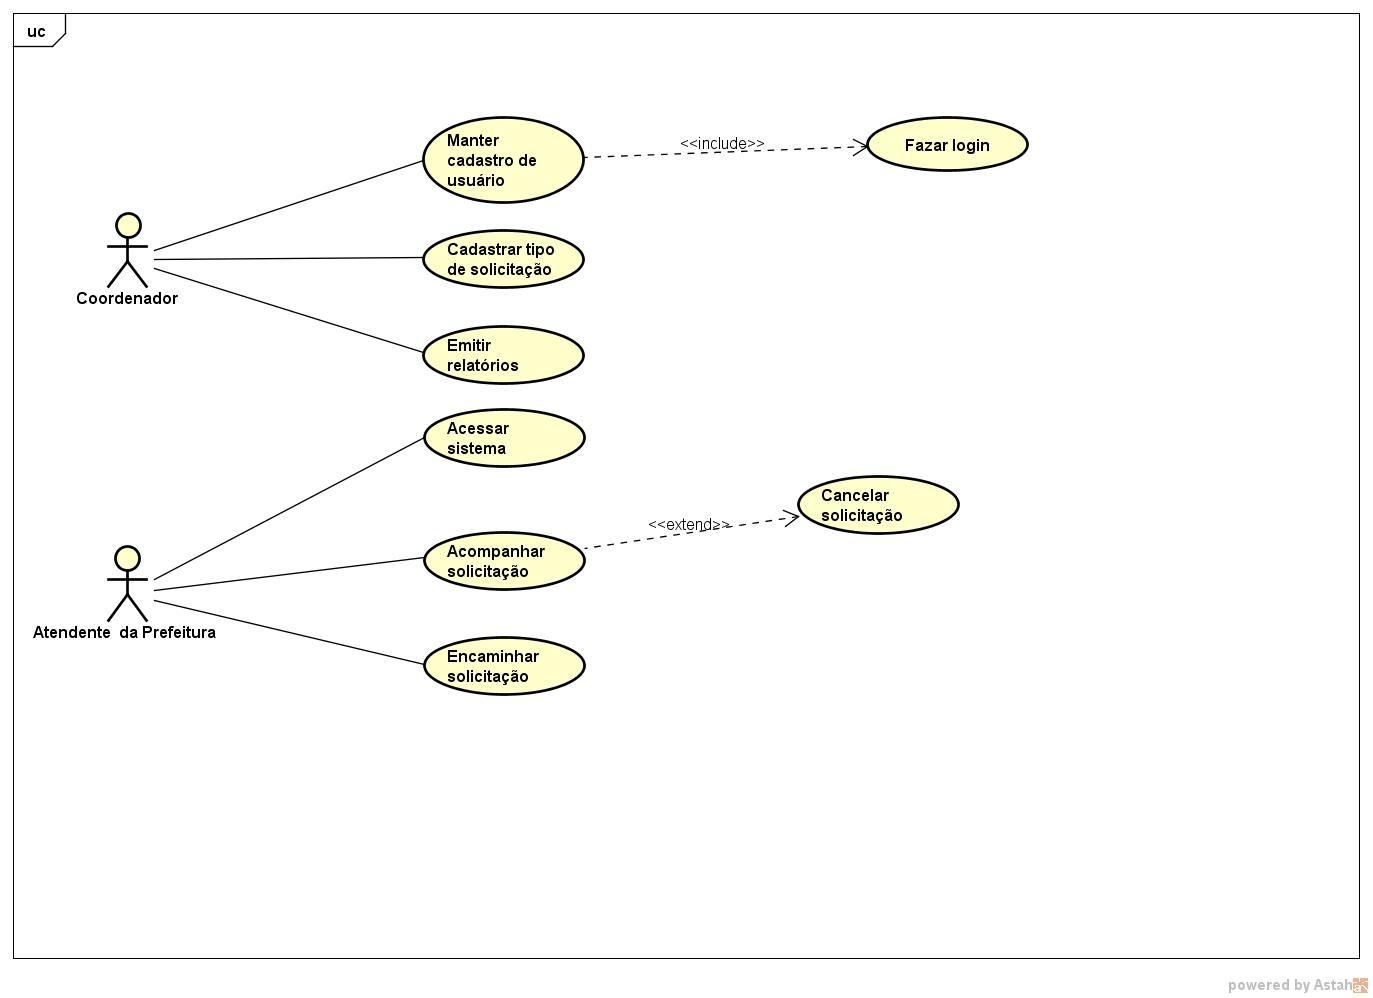 uc
Manter
cadastro de
usuário
<<include>>
Fazar login
Cadastrar tipo
de solicitação
Coordenador
Emitir
relatórios
Acessar
sistema
Cancelar
solicitação
<<extend>>
Acompanhar
solicitação
Atendente  da Prefeitura
Encaminhar
solicitação
powered by Astah